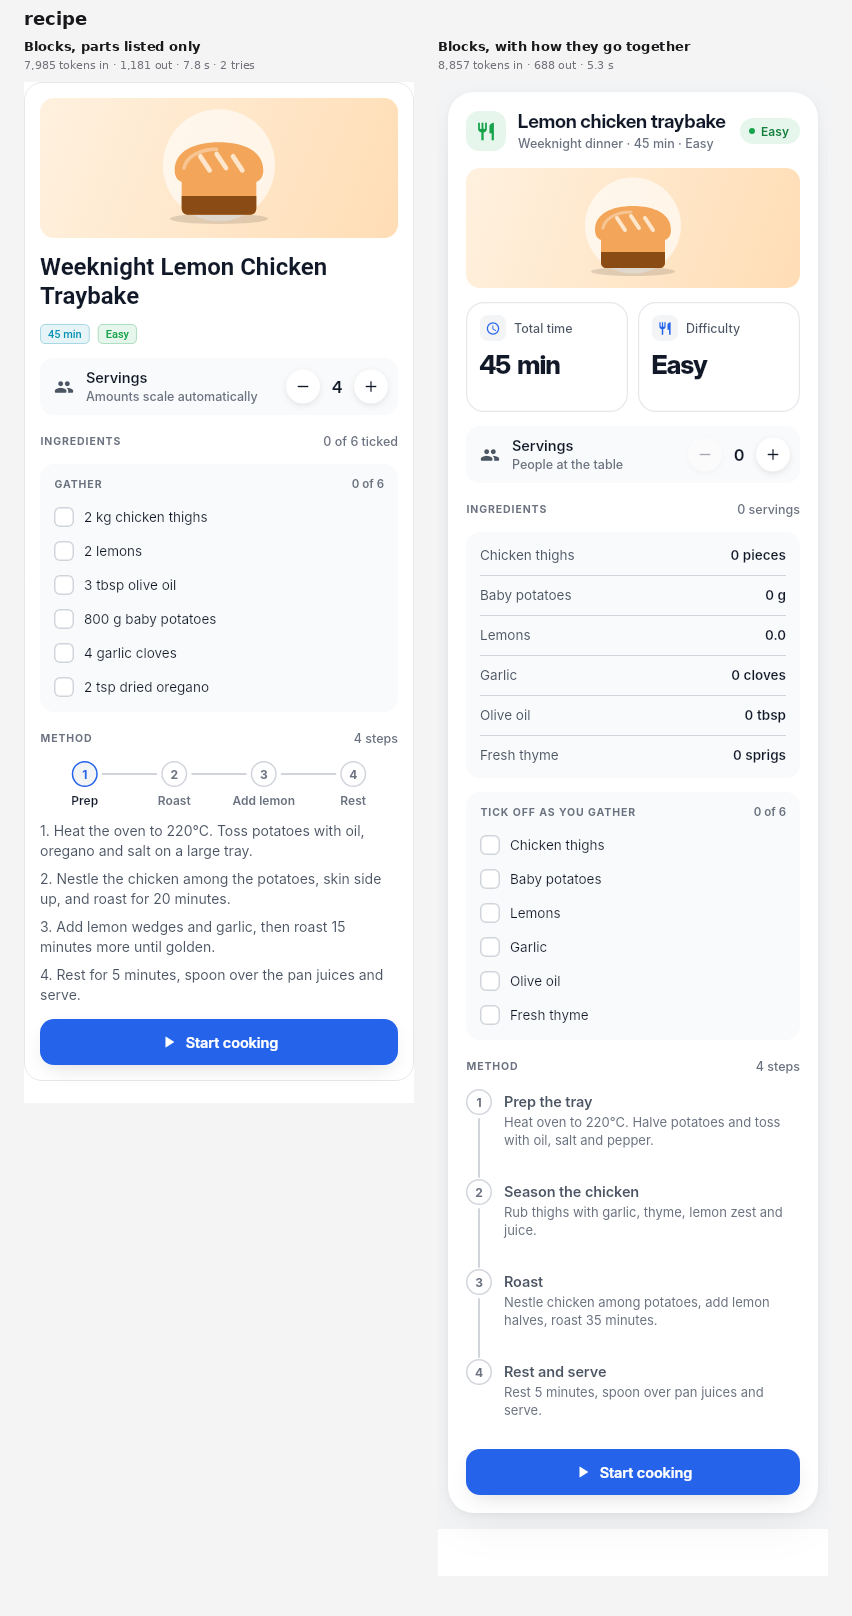 recipe
Blocks, parts listed only
7,985 tokens in · 1,181 out · 7.8 s · 2 tries
Weeknight Lemon Chicken
Traybake
45 min
Easy
Servings
Amounts scale automatically
4
INGREDIENTS
0 of 6 ticked
GATHER
0 of 6
2 kg chicken thighs
2 lemons
3 tbsp olive oil
800 g baby potatoes
4 garlic cloves
2 tsp dried oregano
METHOD
4 steps
1
2
3
4
Prep
Roast
Add lemon
Rest
1. Heat the oven to 220°C. Toss potatoes with oil,
oregano and salt on a large tray.
2. Nestle the chicken among the potatoes, skin side
up, and roast for 20 minutes.
3. Add lemon wedges and garlic, then roast 15
minutes more until golden.
4. Rest for 5 minutes, spoon over the pan juices and
serve.
Start cooking
Blocks, with how they go together
8,857 tokens in · 688 out · 5.3 s
Lemon chicken traybake
Weeknight dinner · 45 min · Easy
Easy
Total time
45 min
Difficulty
Easy
Servings
People at the table
0
INGREDIENTS
0 servings
Chicken thighs
0 pieces
Baby potatoes
0 g
Lemons
0.0
Garlic
0 cloves
Olive oil
0 tbsp
Fresh thyme
0 sprigs
TICK OFF AS YOU GATHER
0 of 6
Chicken thighs
Baby potatoes
Lemons
Garlic
Olive oil
Fresh thyme
METHOD
4 steps
1
Prep the tray
Heat oven to 220°C. Halve potatoes and toss
with oil, salt and pepper.
2
Season the chicken
Rub thighs with garlic, thyme, lemon zest and
juice.
3
Roast
Nestle chicken among potatoes, add lemon
halves, roast 35 minutes.
4
Rest and serve
Rest 5 minutes, spoon over pan juices and
serve.
Start cooking